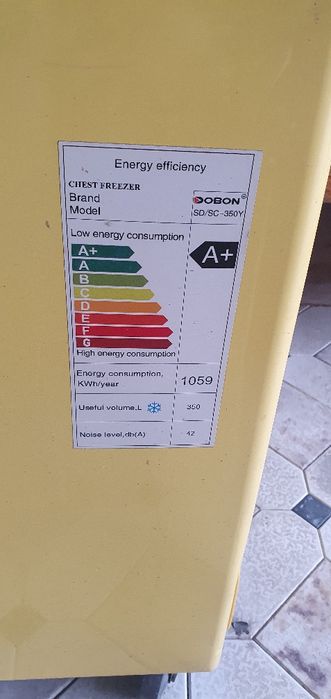 Energy efficiency
CHEST FREEZER
Brand DOBON®
Model SD/SC-350Y
Low energy consumption
A+ A+
A
B
C
D
E
F
G
High energy consumption
Energy consumption, KWh/year 1059
Useful volume,L 350
Noise level,db(A) 42